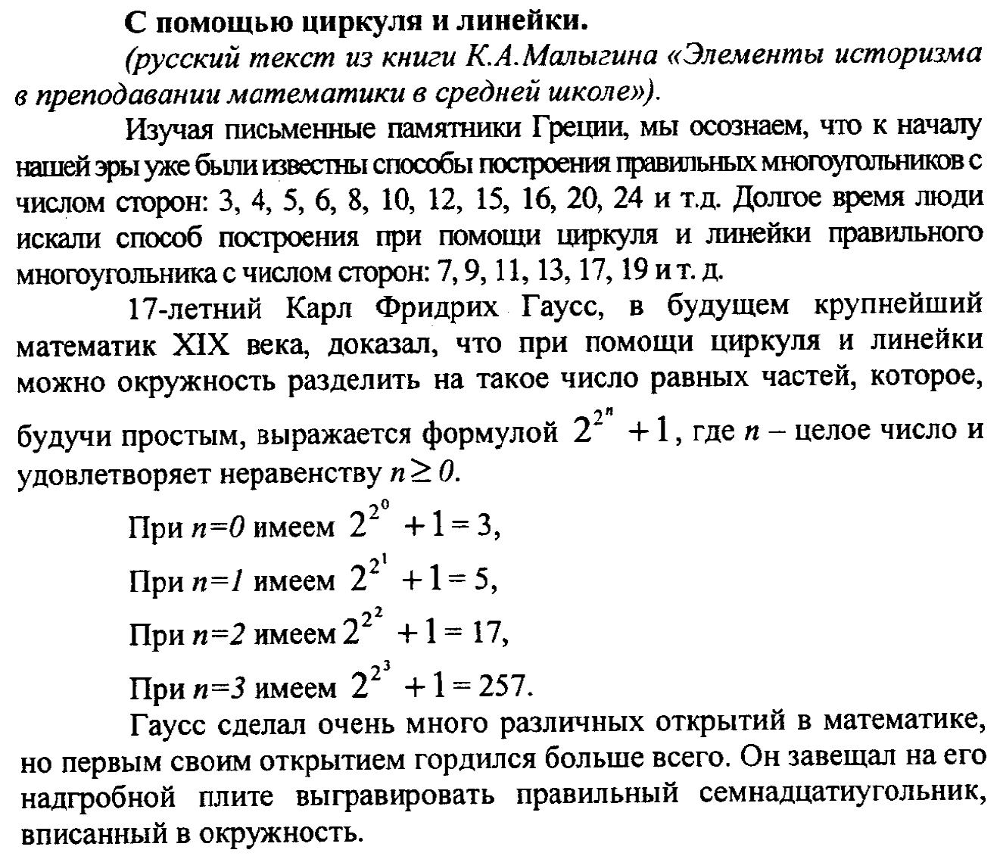 С помощью циркуля и линейки.
(русский текст из книги К.А.Малыгина «Элементы историзма
в преподавании математики в средней школе»).
Изучая письменные памятники Греции, мы осознаем, что к началу
нашей эры уже были известны способы построения правильных многоугольников с
числом сторон: 3, 4, 5, 6, 8, 10, 12, 15, 16, 20, 24 и т.д. Долгое время люди
искали способ построения при помощи циркуля и линейки правильного
многоугольника с числом сторон: 7, 9, 11, 13, 17, 19 и т. д.
17-летний Карл Фридрих Гаусс, в будущем крупнейший
математик XIX века, доказал, что при помощи циркуля и линейки
можно окружность разделить на такое число равных частей, которое,
будучи простым, выражается формулой $2^{2^n} + 1$, где n – целое число и
удовлетворяет неравенству n ≥ 0.
При n=0 имеем $2^{2^0} + 1 = 3$,
При n=1 имеем $2^{2^1} + 1 = 5$,
При n=2 имеем $2^{2^2} + 1 = 17$,
При n=3 имеем $2^{2^3} + 1 = 257$.
Гаусс сделал очень много различных открытий в математике,
но первым своим открытием гордился больше всего. Он завещал на его
надгробной плите выгравировать правильный семнадцатиугольник,
вписанный в окружность.